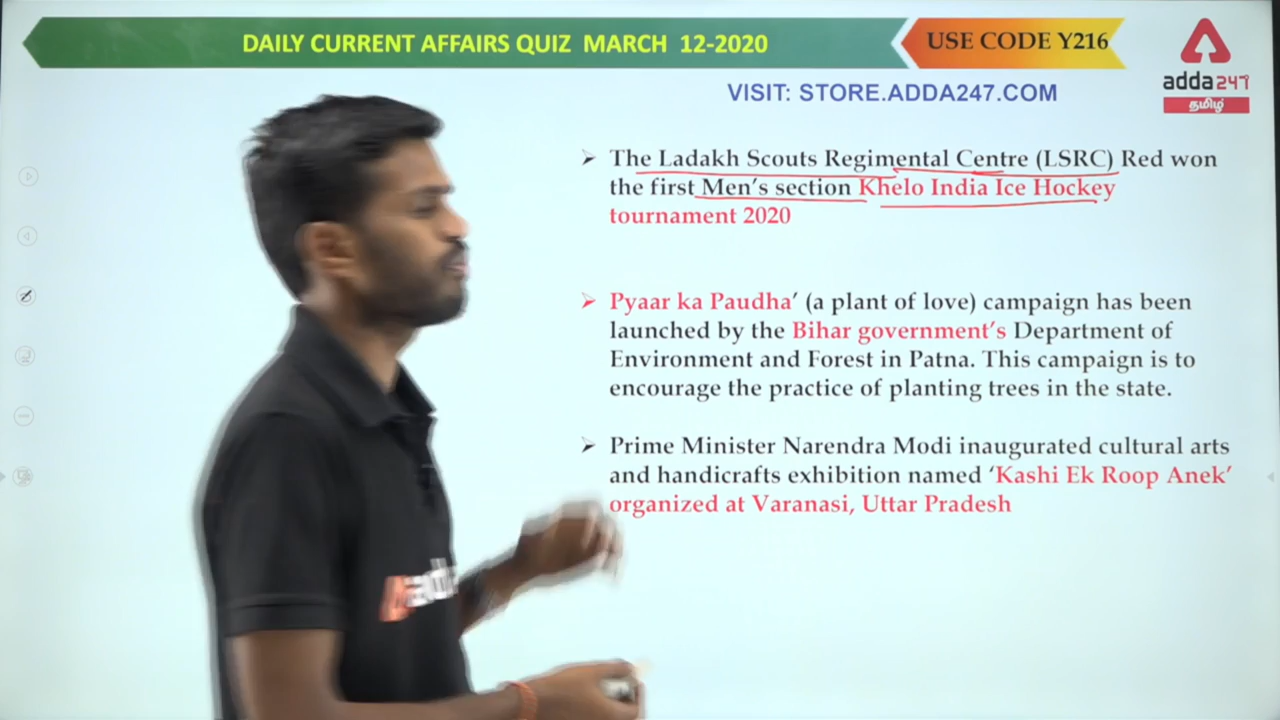 DAILY CURRENT AFFAIRS QUIZ MARCH 12-2020
USE CODE Y216
adda247
தமிழ்
VISIT: STORE.ADDA247.COM
The Ladakh Scouts Regimental Centre (LSRC) Red won
the first Men's section Khelo India Ice Hockey
tournament 2020
Pyaar ka Paudha' (a plant of love) campaign has been
launched by the Bihar government's Department of
Environment and Forest in Patna. This campaign is to
encourage the practice of planting trees in the state.
Prime Minister Narendra Modi inaugurated cultural arts
and handicrafts exhibition named 'Kashi Ek Roop Anek'
organized at Varanasi, Uttar Pradesh